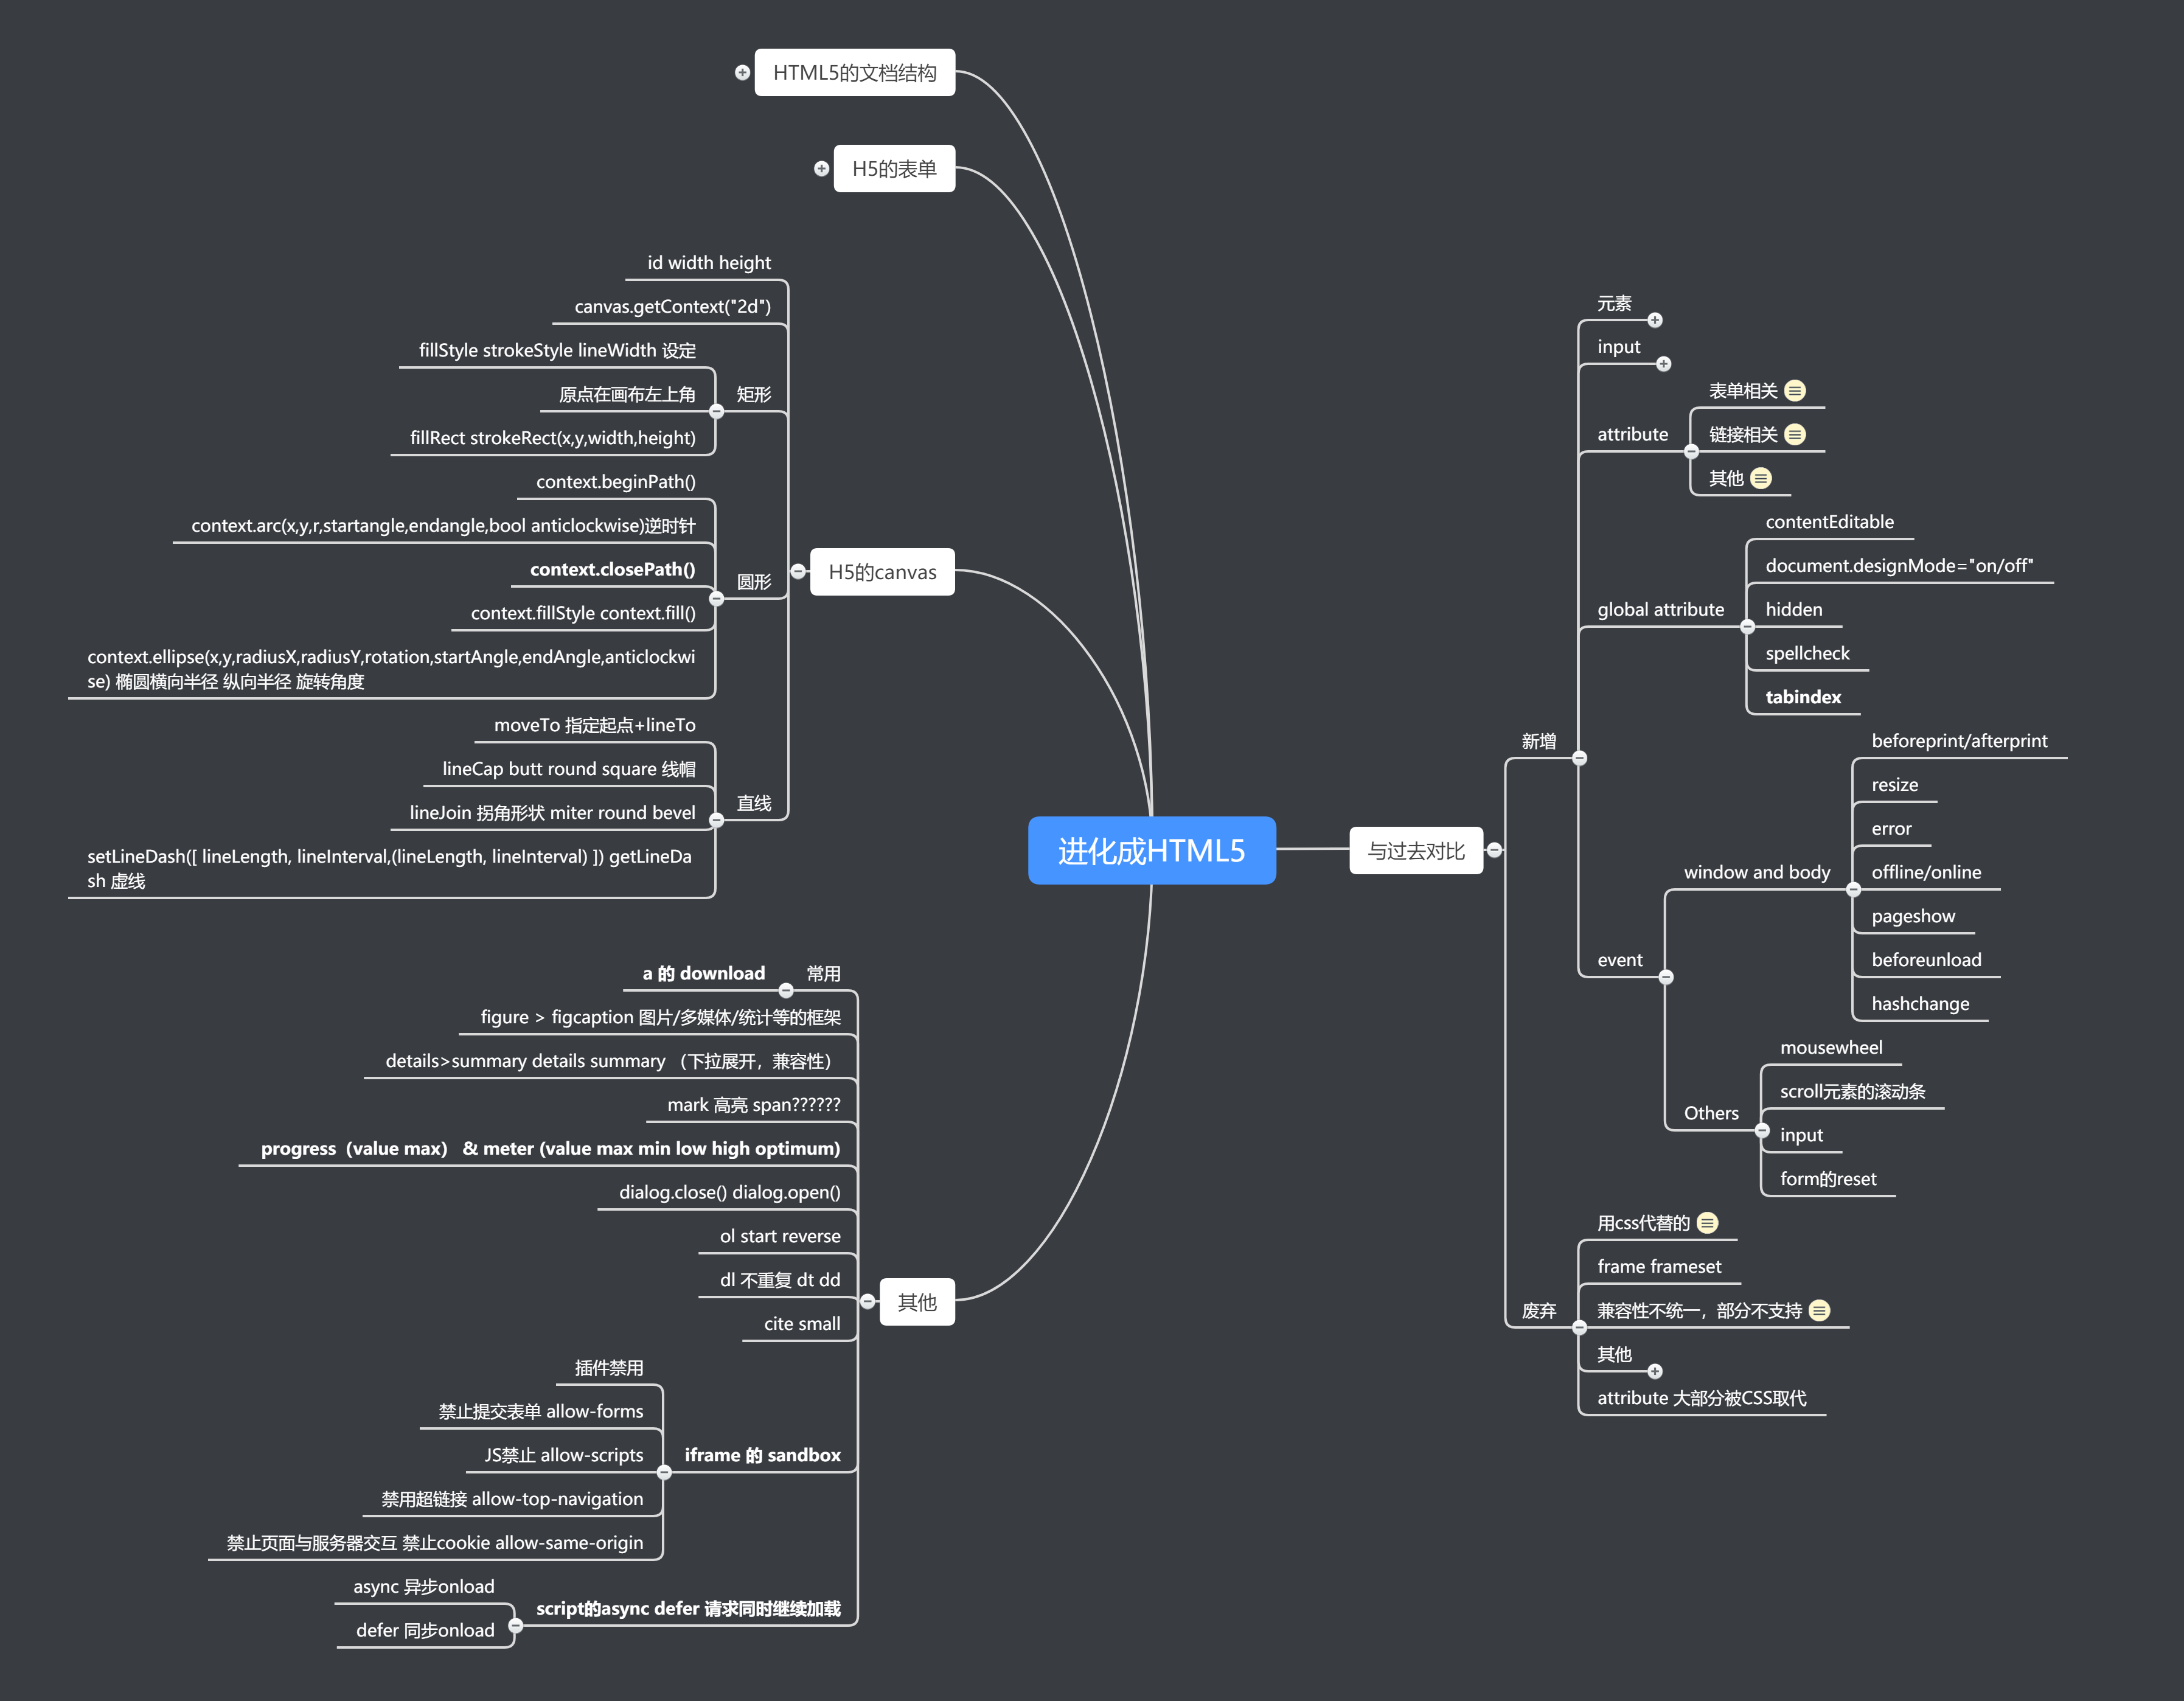 HTML5的文档结构
H5的表单
id width height
canvas.getContext("2d")
fillStyle strokeStyle lineWidth 设定
原点在画布左上角
矩形
fillRect strokeRect(x,y,width,height)
context.beginPath()
context.arc(x,y,r,startangle,endangle,bool anticlockwise)逆时针
context.closePath()
圆形
H5的canvas
context.fillStyle context.fill()
context.ellipse(x,y,radiusX,radiusY,rotation,startAngle,endAngle,anticlockwi
se) 椭圆横向半径 纵向半径 旋转角度
moveTo 指定起点+lineTo
lineCap butt round square 线帽
直线
lineJoin 拐角形状 miter round bevel
setLineDash([ lineLength, lineInterval,(lineLength, lineInterval) ]) getLineDa
sh 虚线
进化成HTML5
a 的 download
常用
figure > figcaption 图片/多媒体/统计等的框架
details>summary details summary （下拉展开，兼容性）
mark 高亮 span??????
progress（value max） & meter (value max min low high optimum)
dialog.close() dialog.open()
ol start reverse
dl 不重复 dt dd
其他
cite small
插件禁用
禁止提交表单 allow-forms
JS禁止 allow-scripts
iframe 的 sandbox
禁用超链接 allow-top-navigation
禁止页面与服务器交互 禁止cookie allow-same-origin
async 异步onload
script的async defer 请求同时继续加载
defer 同步onload
与过去对比
新增
元素
input
attribute
表单相关
链接相关
其他
global attribute
contentEditable
document.designMode="on/off"
hidden
spellcheck
tabindex
event
window and body
beforeprint/afterprint
resize
error
offline/online
pageshow
beforeunload
hashchange
Others
mousewheel
scroll元素的滚动条
input
form的reset
废弃
用css代替的
frame frameset
兼容性不统一，部分不支持
其他
attribute 大部分被CSS取代